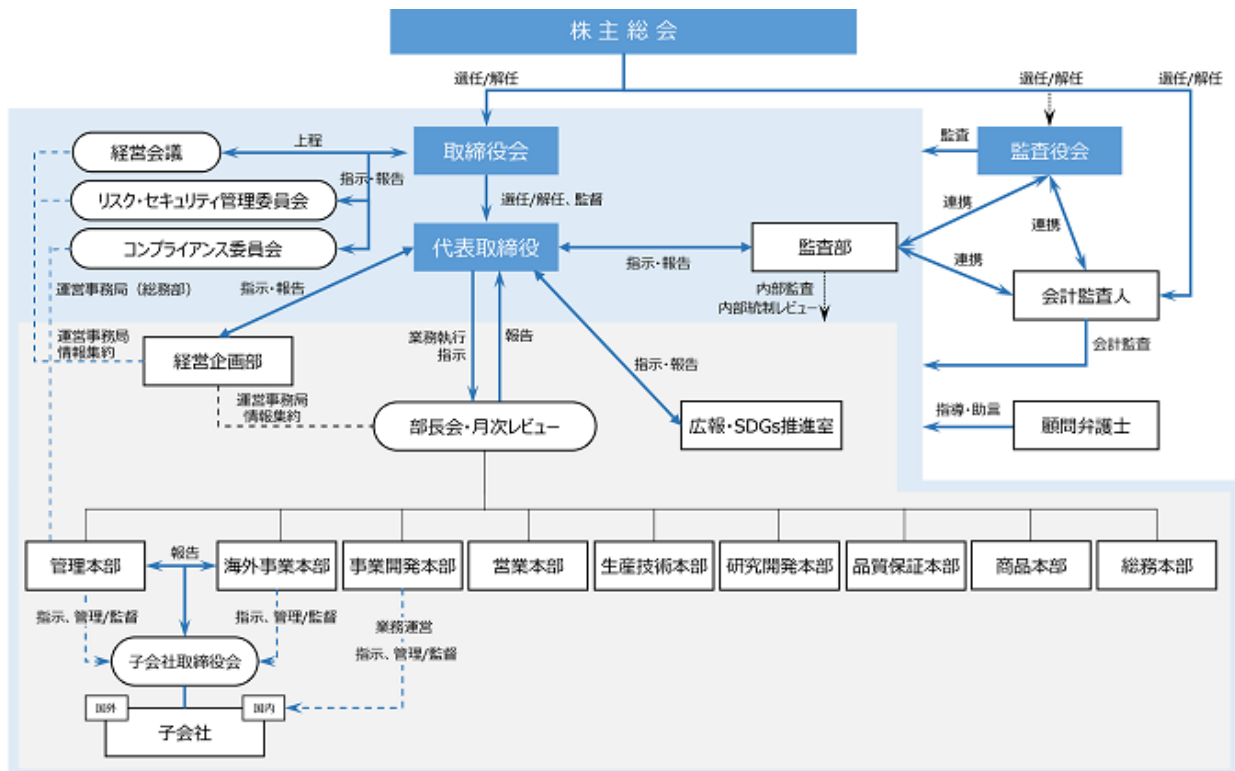 株主総会
選任/解任
選任/解任
選任/解任
経営会議
上程
取締役会
監査
監査役会
指示・報告
リスク・セキュリティ管理委員会
選任/解任、監督
連携
連携
コンプライアンス委員会
代表取締役
監査部
指示・報告
連携
運営事務局（総務部）
指示・報告
内部監査
内部統制レビュー
会計監査人
運営事務局
情報集約
経営企画部
業務執行
指示
報告
指示・報告
会計監査
運営事務局
情報集約
部長会・月次レビュー
広報・SDGs推進室
指導・助言
顧問弁護士
管理本部
報告
海外事業本部
事業開発本部
営業本部
生産技術本部
研究開発本部
品質保証本部
商品本部
総務本部
指示、管理/監督
指示、管理/監督
業務運営
指示、管理/監督
子会社取締役会
国外
国内
子会社